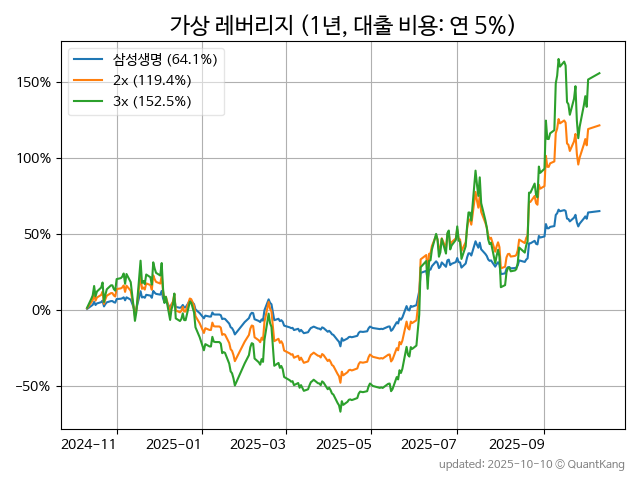 가상 레버리지 (1년, 대출 비용: 연 5%)
삼성생명 (64.1%)
2x (119.4%)
3x (152.5%)
150%
100%
50%
0%
−50%
2024-11
2025-01
2025-03
2025-05
2025-07
2025-09
updated: 2025-10-10 © QuantKang